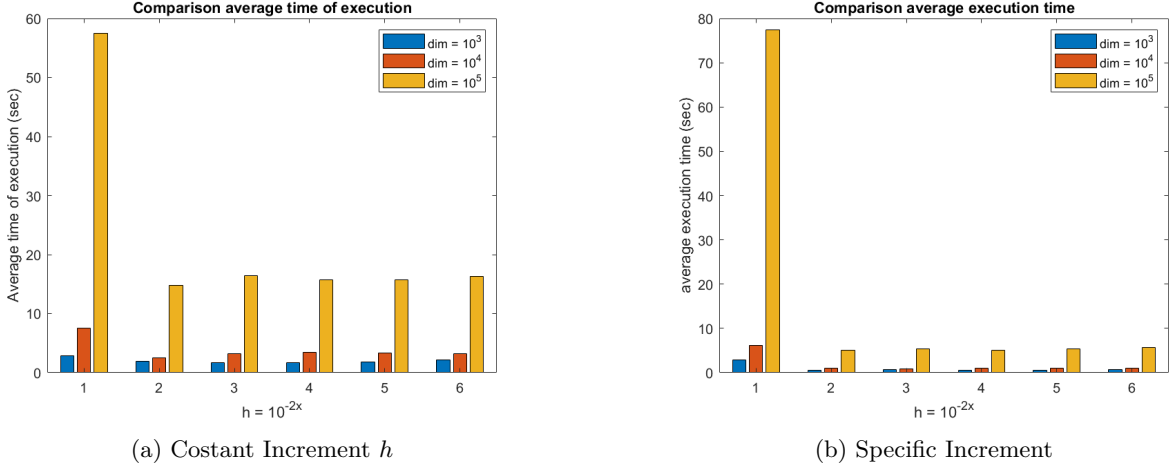 Comparison average time of execution
60
50
40
30
20
10
0
Average time of execution (sec)
dim = 10^3
dim = 10^4
dim = 10^5
1 2 3 4 5 6
h = 10^-2x
(a) Costant Increment h
Comparison average execution time
80
70
60
50
40
30
20
10
0
average execution time (sec)
dim = 10^3
dim = 10^4
dim = 10^5
1 2 3 4 5 6
h = 10^-2x
(b) Specific Increment